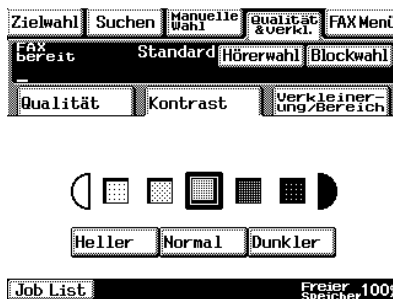 Zielwahl Suchen Manuelle Wahl Qualität &verkl. FAX Menü
FAX bereit Standard Hörerwahl Blockwahl
Qualität Kontrast Verkleiner-ung/Bereich
Heller Normal Dunkler
Job List Freier Speicher 100%